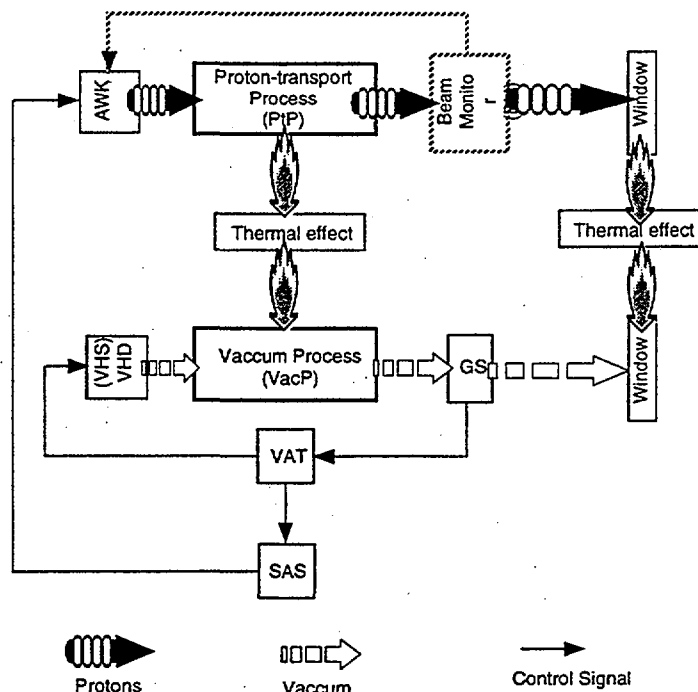 AWK
Proton-transport
Process
(PtP)
Beam
Monito
r
Window
Thermal effect
Thermal effect
(VHS)
VHD
Vaccum Process
(VacP)
GS
Window
VAT
SAS
Protons
Vaccum
Control Signal